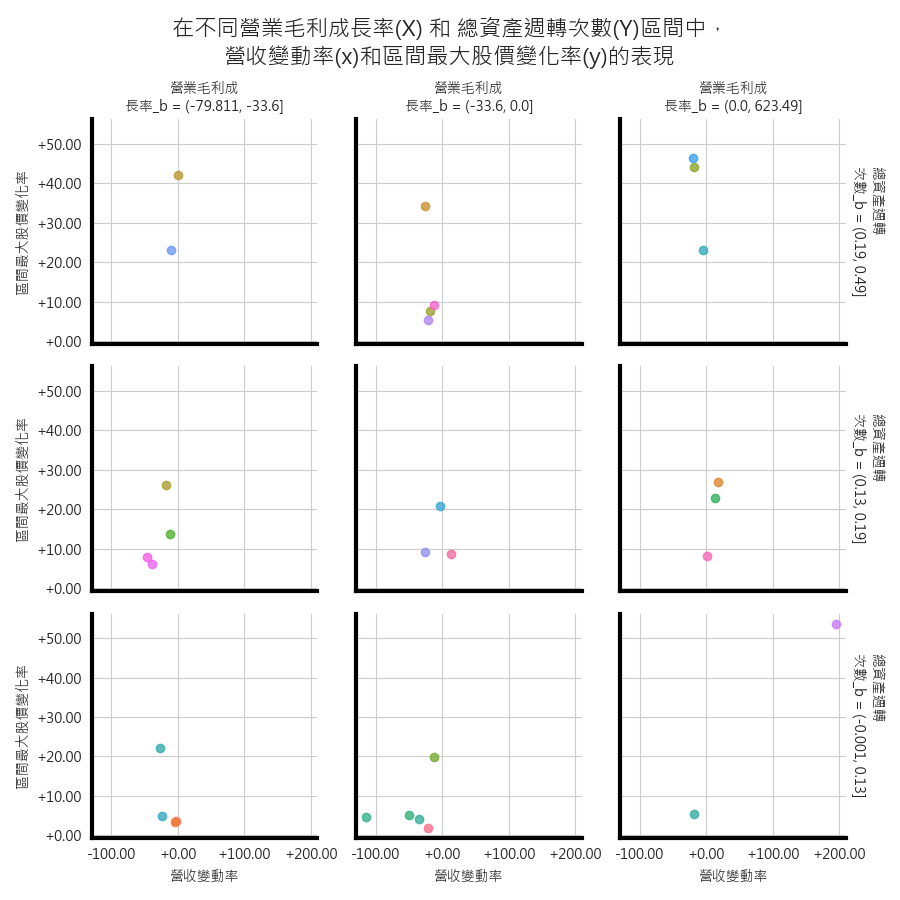 在不同營業毛利成長率(X) 和 總資產週轉次數(Y)區間中，
營收變動率(x)和區間最大股價變化率(y)的表現
營業毛利成
長率_b = (-79.811, -33.6]
營業毛利成
長率_b = (-33.6, 0.0]
營業毛利成
長率_b = (0.0, 623.49]
區間最大股價變化率
+50.00
+40.00
+30.00
+20.00
+10.00
+0.00
總資產週轉
次數_b = (0.19, 0.49]
區間最大股價變化率
+50.00
+40.00
+30.00
+20.00
+10.00
+0.00
總資產週轉
次數_b = (0.13, 0.19]
區間最大股價變化率
+50.00
+40.00
+30.00
+20.00
+10.00
+0.00
總資產週轉
次數_b = (-0.001, 0.13]
-100.00 +0.00 +100.00 +200.00
-100.00 +0.00 +100.00 +200.00
-100.00 +0.00 +100.00 +200.00
營收變動率
營收變動率
營收變動率